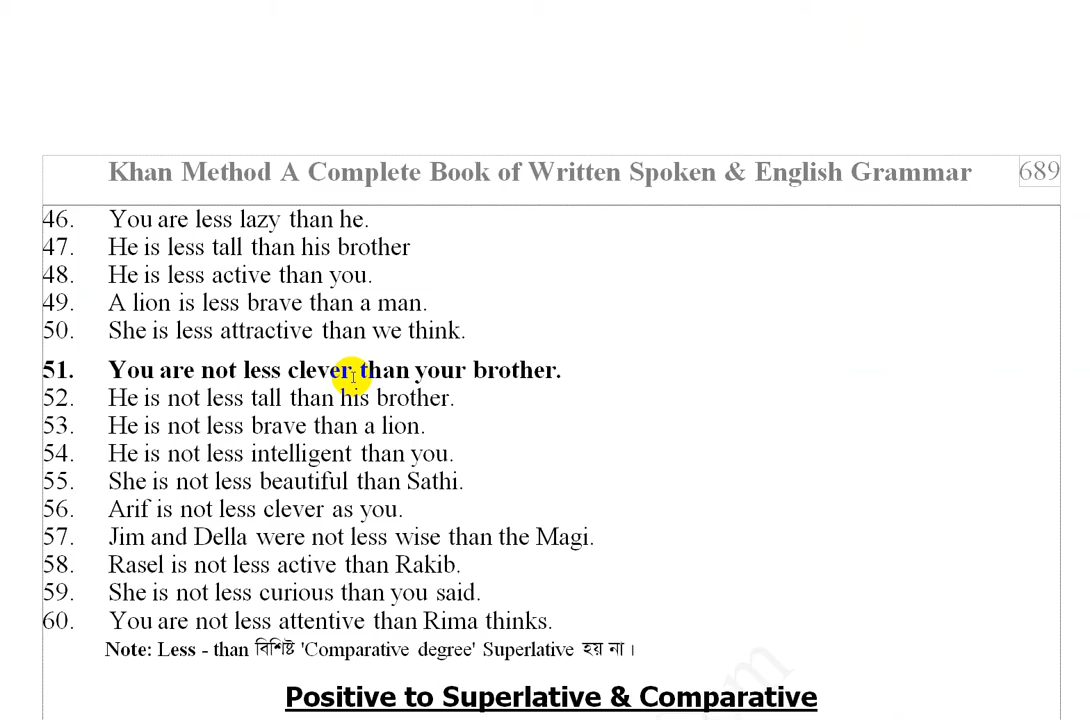 Khan Method A Complete Book of Written Spoken & English Grammar 689
46. You are less lazy than he.
47. He is less tall than his brother
48. He is less active than you.
49. A lion is less brave than a man.
50. She is less attractive than we think.
51. You are not less clever than your brother.
52. He is not less tall than his brother.
53. He is not less brave than a lion.
54. He is not less intelligent than you.
55. She is not less beautiful than Sathi.
56. Arif is not less clever as you.
57. Jim and Della were not less wise than the Magi.
58. Rasel is not less active than Rakib.
59. She is not less curious than you said.
60. You are not less attentive than Rima thinks.
Note: Less - than বিশিষ্ট 'Comparative degree' Superlative হয় না।
Positive to Superlative & Comparative